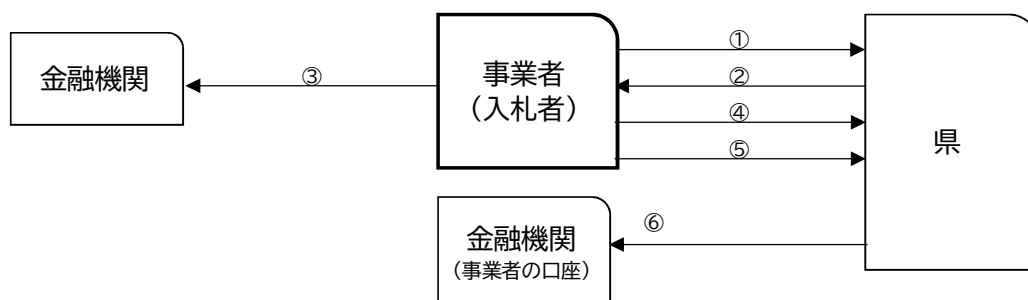 ①
金融機関
③
事業者
（入札者）
②
④
⑤
県
金融機関
（事業者の口座）
⑥